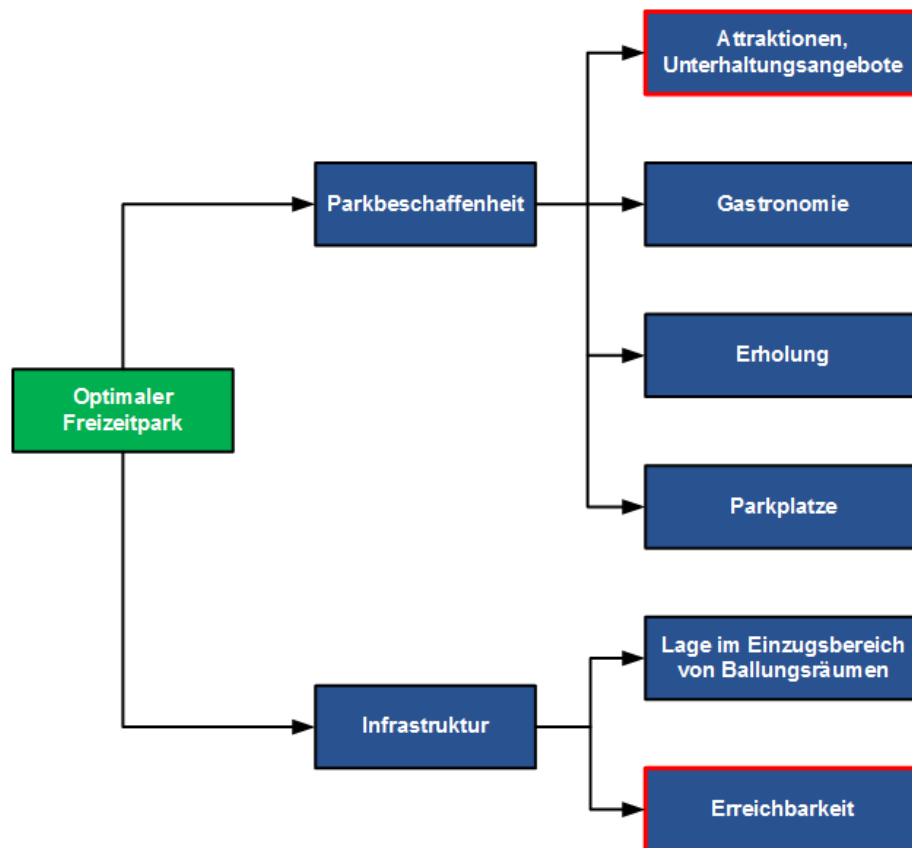 Attraktionen,
Unterhaltungsangebote
Parkbeschaffenheit
Gastronomie
Erholung
Optimaler
Freizeitpark
Parkplatze
Lage im Einzugsbereich
von Ballungsräumen
Infrastruktur
Erreichbarkeit